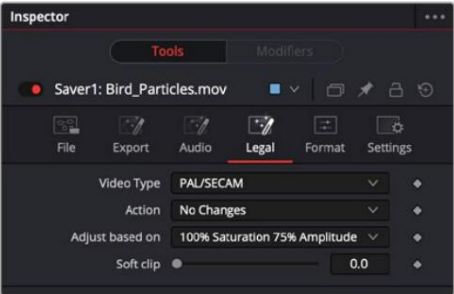 Inspector
Tools Modifiers
Saver1: Bird_Particles.mov
File Export Audio Legal Format Settings
Video Type PAL/SECAM
Action No Changes
Adjust based on 100% Saturation 75% Amplitude
Soft clip 0.0